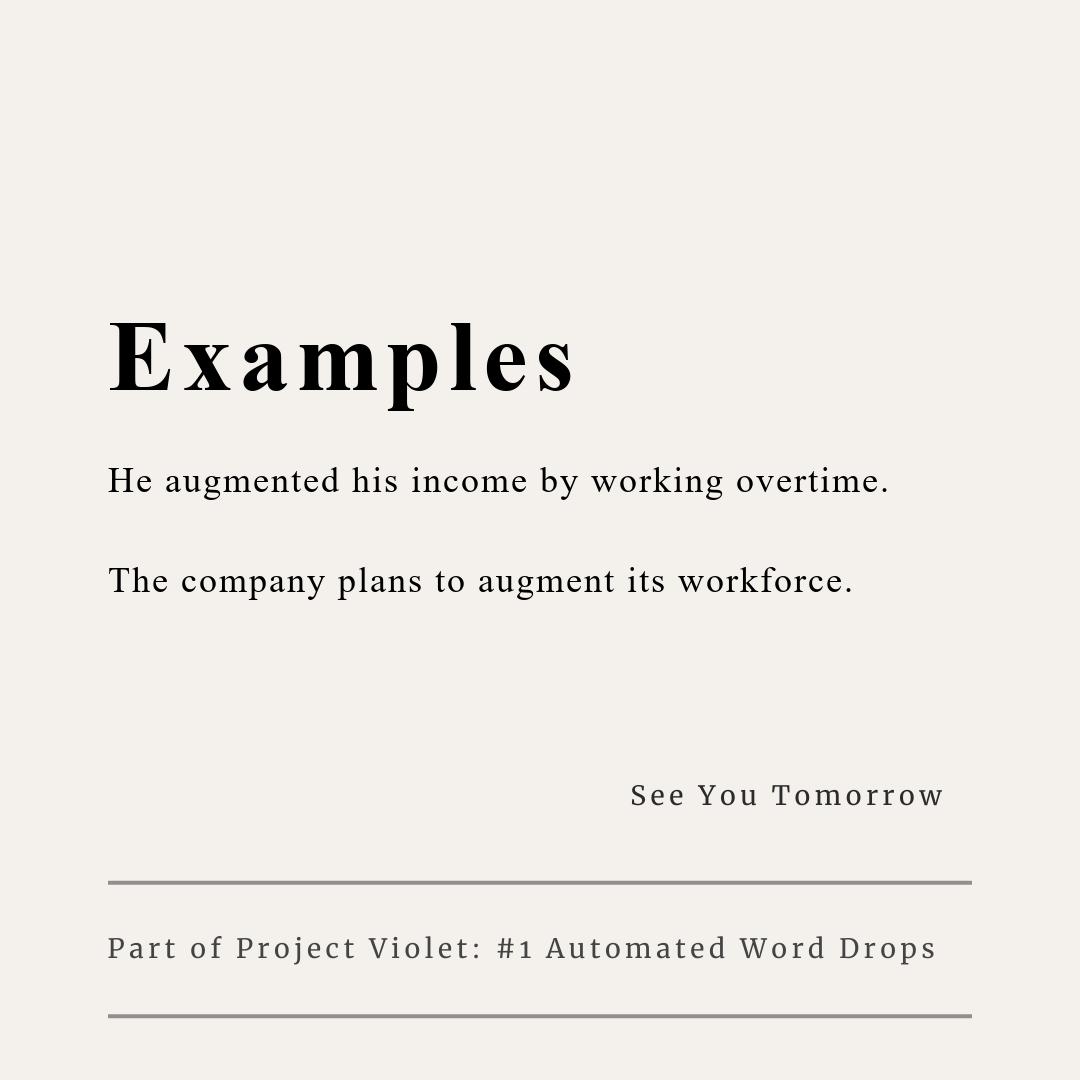 Examples
He augmented his income by working overtime.
The company plans to augment its workforce.
See You Tomorrow
Part of Project Violet: #1 Automated Word Drops